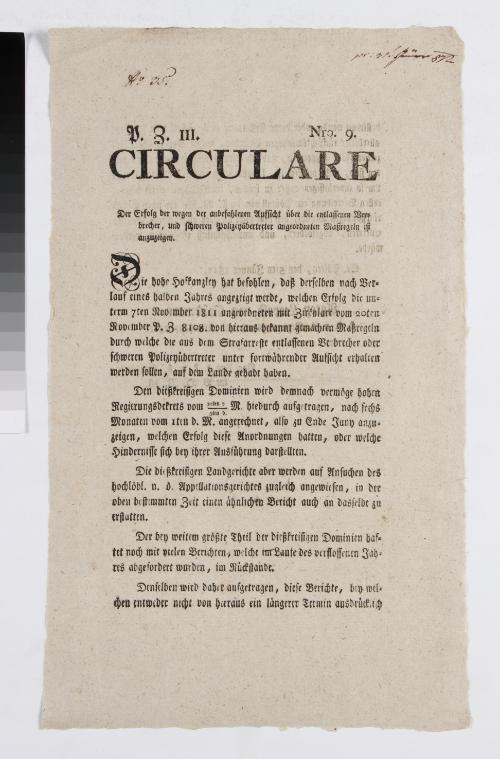 No 38.
P. Z. III. Nro. 9.
CIRCULARE
Der Erfolg der wegen der anbefohlenen Aufsicht über die entlassenen Ver-
brecher, und schweren Polizeyübertreter angeordneten Maßregeln ist
anzuzeigen.
Die hohe Hofkanzley hat befohlen, daß derselben nach Ver-
lauf eines halben Jahres angezeigt werde, welchen Erfolg die un-
term 7ten November 1811 angeordneten mit Zirkulare vom 20ten
November P. Z. 8108. von hieraus bekannt gemachten Maßregeln
durch welche die aus dem Strafarreste entlassenen Verbrecher oder
schweren Polizeyübertreter unter fortwährender Aufsicht erhalten
werden sollen, auf dem Lande gehabt haben.
Den dießkreisigen Dominien wird demnach vermöge hohen
Regierungsdekrets vom M. hiedurch aufgetragen, nach sechs
Monaten vom 1ten d. M. angerechnet, also zu Ende Juny anzu-
zeigen, welchen Erfolg diese Anordnungen hatten, oder welche
Hindernisse sich bey ihrer Ausführung darstellten.
Die dießkreisigen Landgerichte aber werden auf Ansuchen des
hochlöbl. n. ö. Appellationsgerichtes zugleich angewiesen, in der
oben bestimmten Zeit einen ähnlichen Bericht auch an dasselbe zu
erstatten.
Der bey weitem größte Theil der dießkreisigen Dominien haf-
tet noch mit vielen Berichten, welche im Laufe des verflossenen Jah-
res abgefordert wurden, im Rückstande.
Denselben wird daher aufgetragen, diese Berichte, bey wel-
chen entweder nicht von hieraus ein längerer Termin ausdrücklich